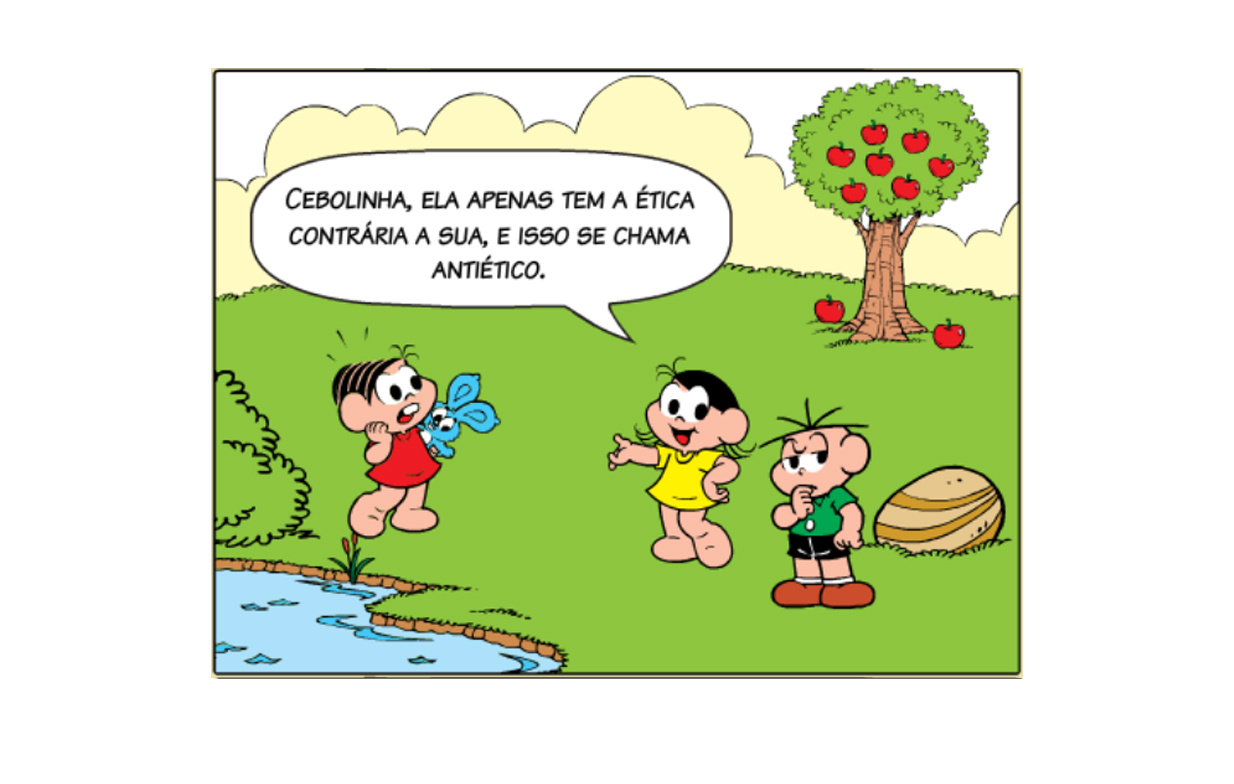 CEBOLINHA, ELA APENAS TEM A ÉTICA
CONTRÁRIA A SUA, E ISSO SE CHAMA
ANTIÉTICO.